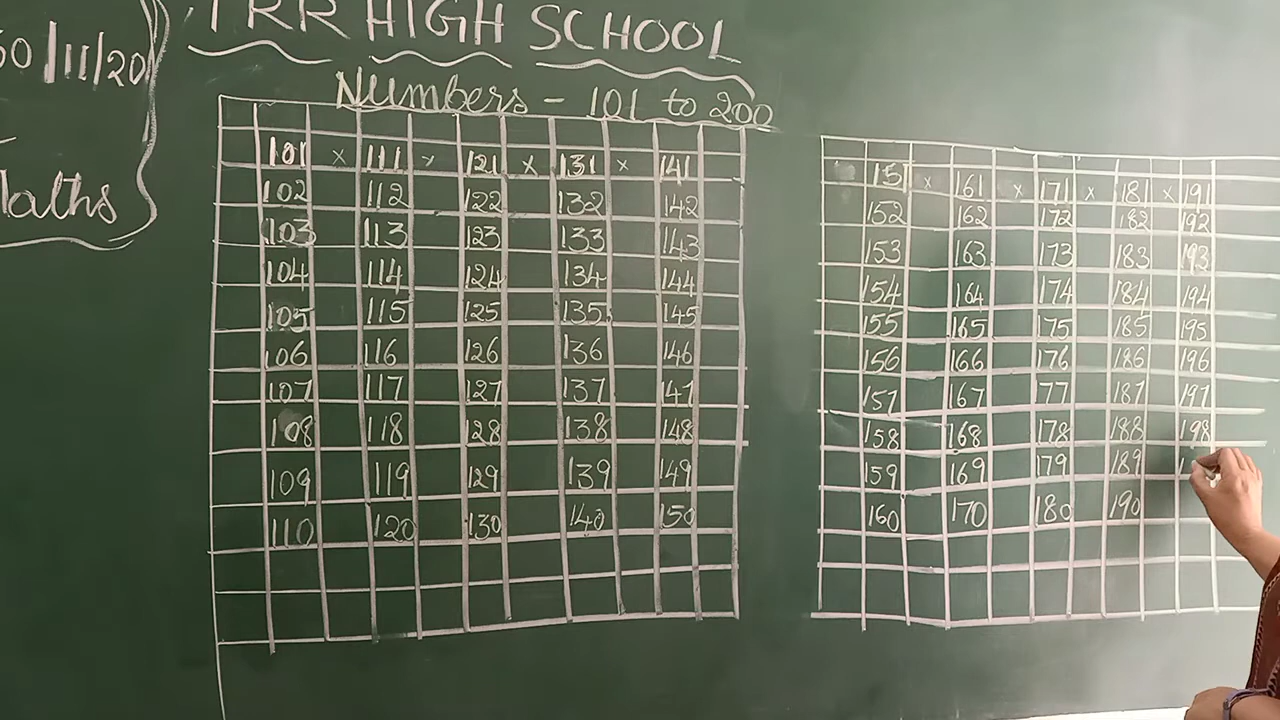 50/11/20
Maths
TRR HIGH SCHOOL
Numbers - 101 to 200
101 × 111 × 121 × 131 × 141
102 112 122 132 142
103 113 123 133 143
104 114 124 134 144
105 115 125 135 145
106 116 126 136 146
107 117 127 137 147
108 118 128 138 148
109 119 129 139 149
110 120 130 140 150
151 × 161 × 171 × 181 × 191
152 162 172 182 192
153 163 173 183 193
154 164 174 184 194
155 165 175 185 195
156 166 176 186 196
157 167 177 187 197
158 168 178 188 198
159 169 179 189 1
160 170 180 190